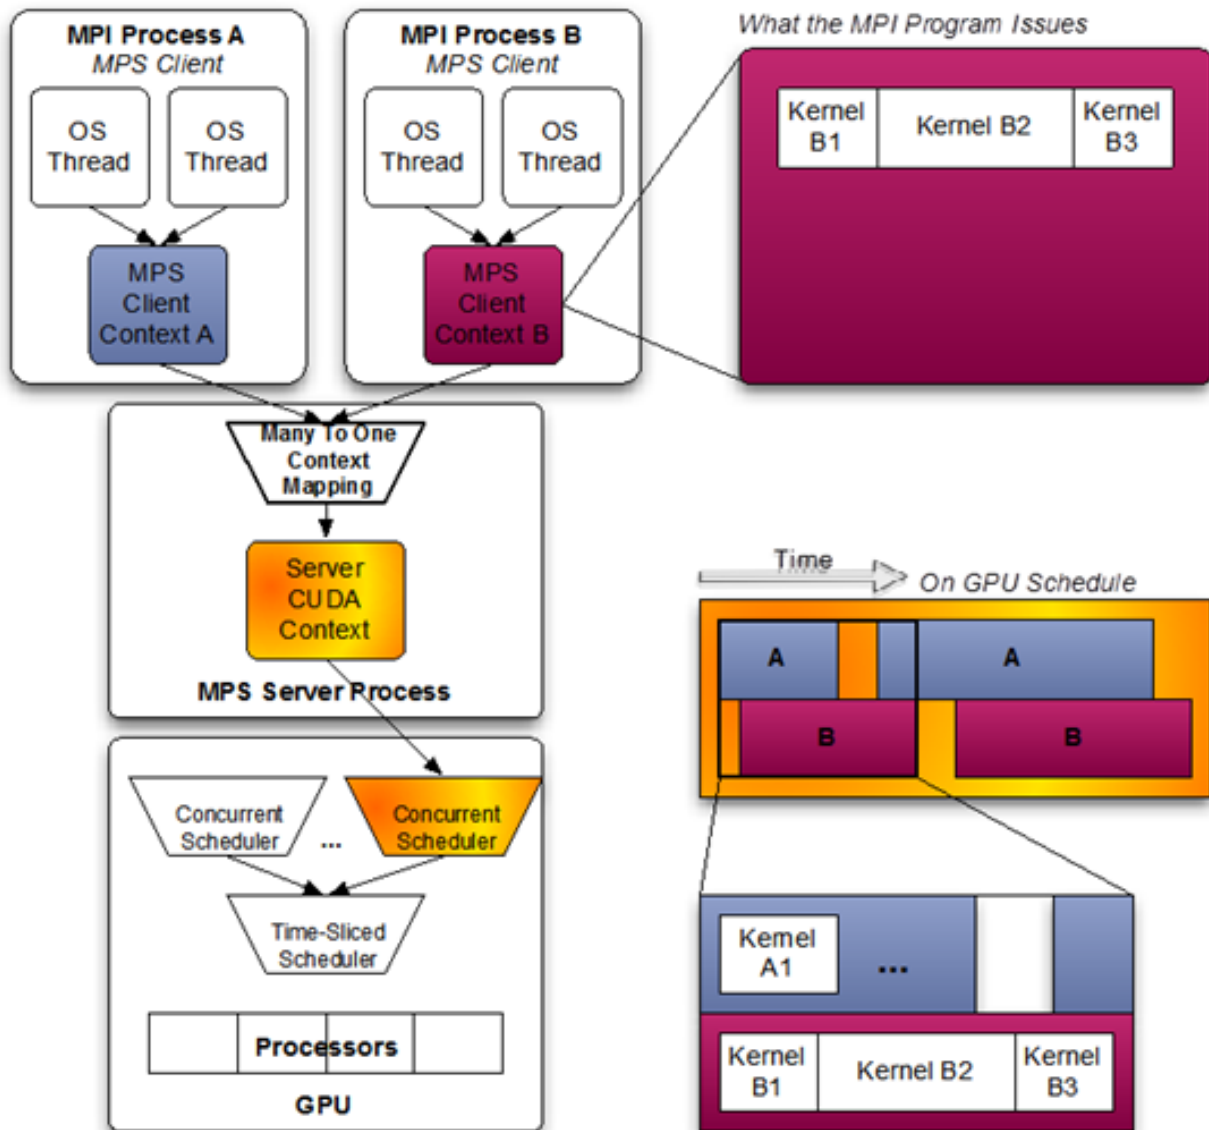 MPI Process A
MPS Client
OS
Thread
OS
Thread
MPS
Client
Context A
MPI Process B
MPS Client
OS
Thread
OS
Thread
MPS
Client
Context B
What the MPI Program Issues
Kernel
B1
Kernel B2
Kernel
B3
Many To One
Context
Mapping
Server
CUDA
Context
MPS Server Process
Concurrent
Scheduler
...
Concurrent
Scheduler
Time-Sliced
Scheduler
Processors
GPU
Time
On GPU Schedule
A
A
B
B
Kernel
A1
...
Kernel
B1
Kernel B2
Kernel
B3